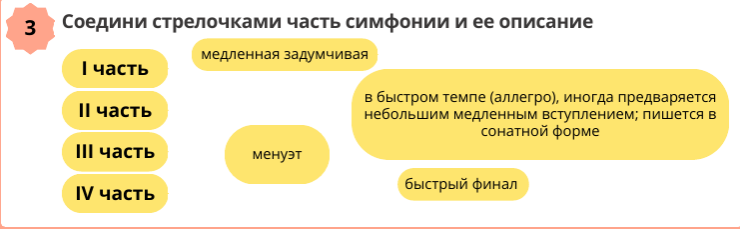 3
Соедини стрелочками часть симфонии и ее описание
медленная задумчивая
I часть
II часть
III часть
IV часть
в быстром темпе (аллегро), иногда предваряется
небольшим медленным вступлением; пишется в
сонатной форме
менуэт
быстрый финал